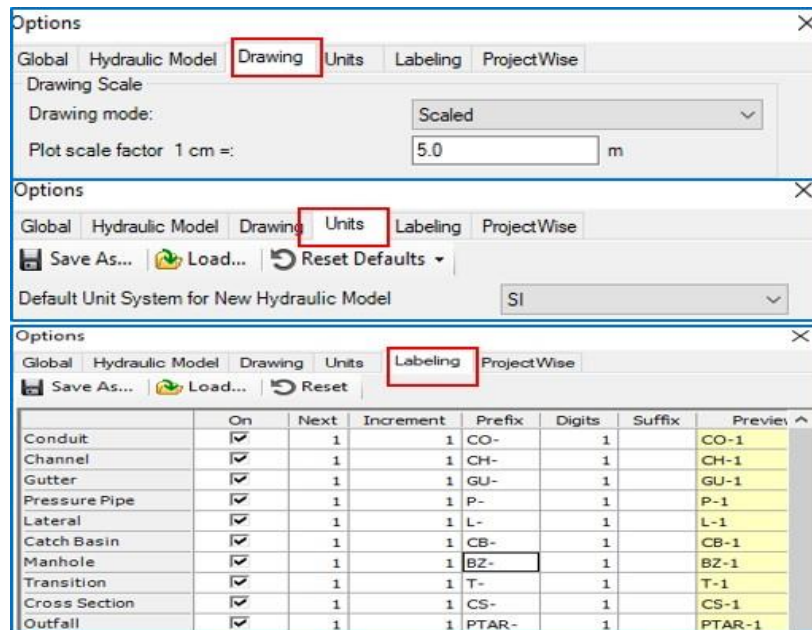 Options
Global Hydraulic Model Drawing Units Labeling ProjectWise
Drawing Scale
Drawing mode: Scaled
Plot scale factor 1 cm =: 5.0 m
Options
Global Hydraulic Model Drawing Units Labeling ProjectWise
Save As... Load... Reset Defaults
Default Unit System for New Hydraulic Model SI
Options
Global Hydraulic Model Drawing Units Labeling ProjectWise
Save As... Load... Reset
On Next Increment Prefix Digits Suffix Preview
Conduit 1 1 CO- 1 CO-1
Channel 1 1 CH- 1 CH-1
Gutter 1 1 GU- 1 GU-1
Pressure Pipe 1 1 P- 1 P-1
Lateral 1 1 L- 1 L-1
Catch Basin 1 1 CB- 1 CB-1
Manhole 1 1 BZ- 1 BZ-1
Transition 1 1 T- 1 T-1
Cross Section 1 1 CS- 1 CS-1
Outfall 1 1 PTAR- 1 PTAR-1